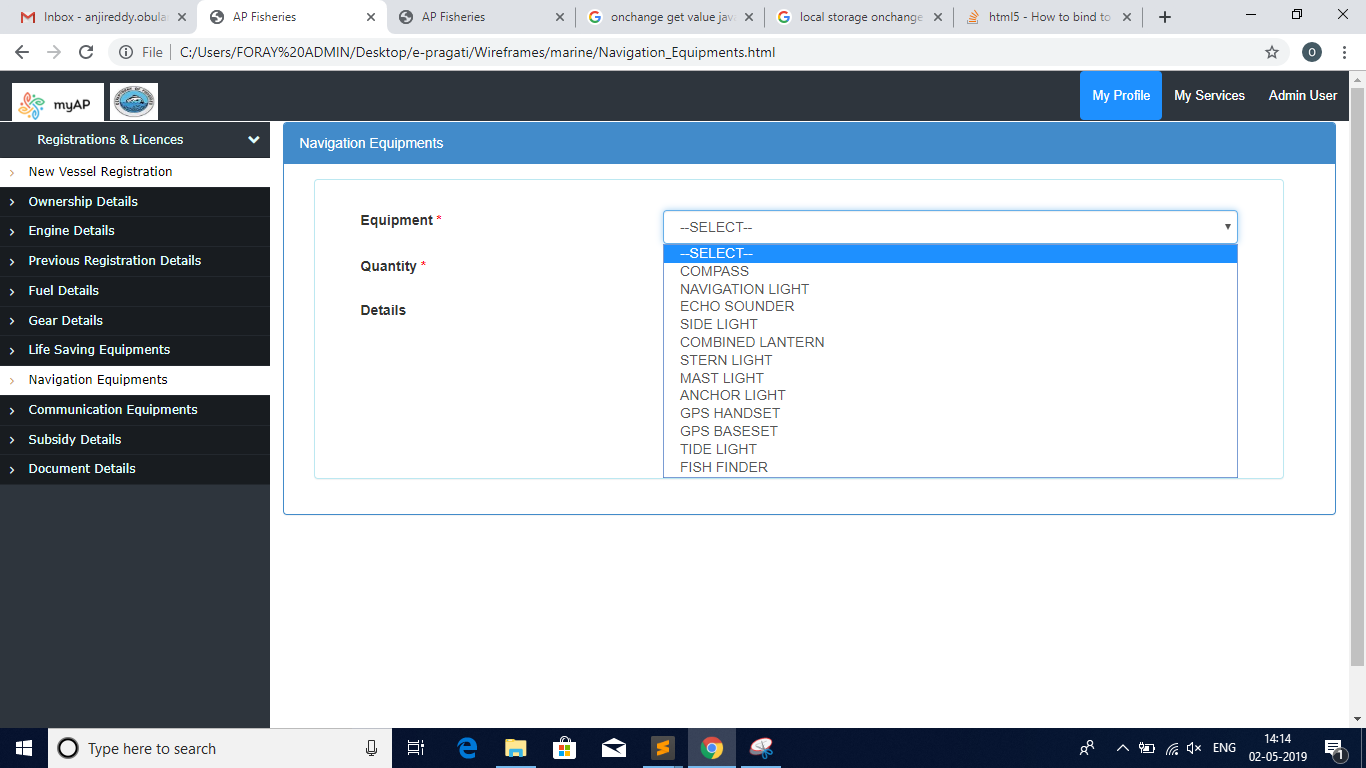 Inbox - anjireddy.obula
AP Fisheries
AP Fisheries
onchange get value jav
local storage onchange
html5 - How to bind to
File
C:/Users/FORAY%20ADMIN/Desktop/e-pragati/Wireframes/marine/Navigation_Equipments.html
O
myAP
My Profile
My Services
Admin User
Registrations & Licences
New Vessel Registration
Ownership Details
Engine Details
Previous Registration Details
Fuel Details
Gear Details
Life Saving Equipments
Navigation Equipments
Communication Equipments
Subsidy Details
Document Details
Navigation Equipments
Equipment *
--SELECT--
Quantity *
Details
--SELECT--
COMPASS
NAVIGATION LIGHT
ECHO SOUNDER
SIDE LIGHT
COMBINED LANTERN
STERN LIGHT
MAST LIGHT
ANCHOR LIGHT
GPS HANDSET
GPS BASESET
TIDE LIGHT
FISH FINDER
Type here to search
ENG
14:14
02-05-2019
1